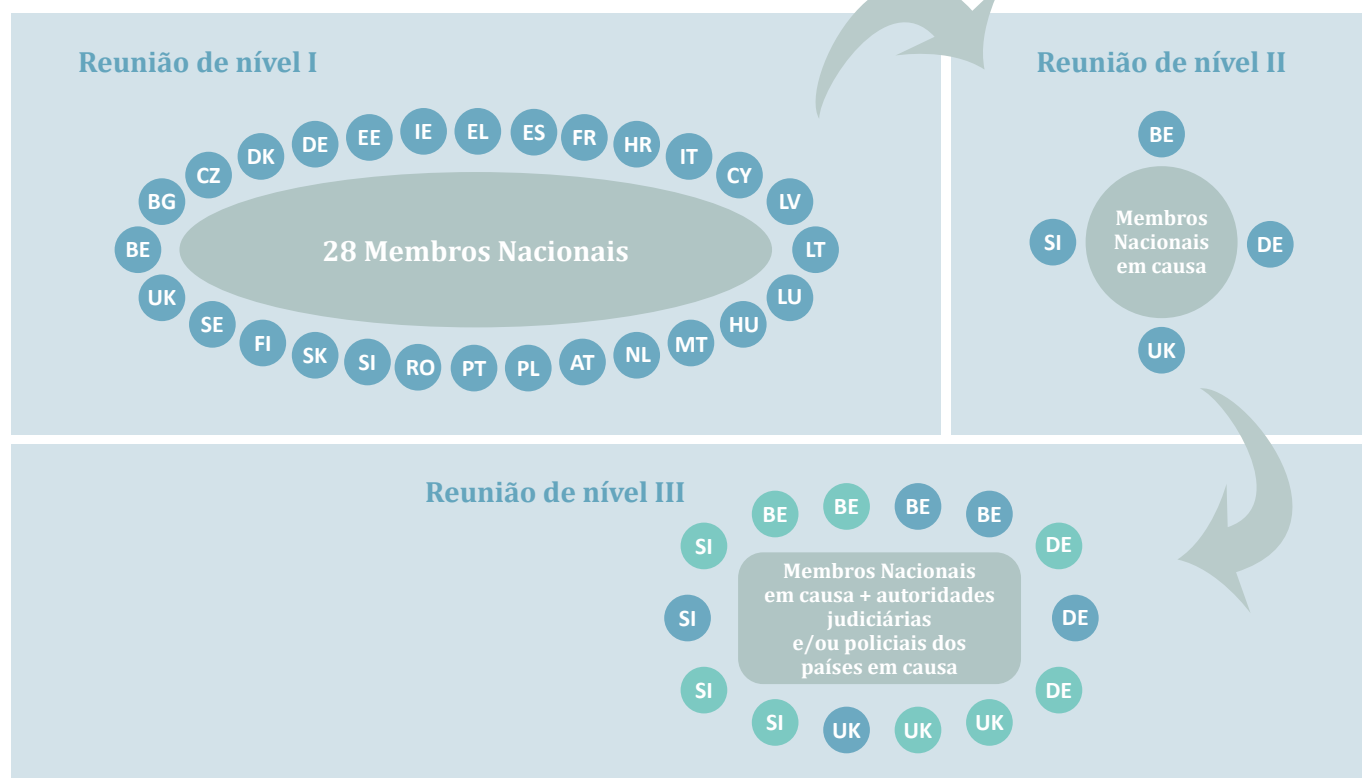 Reunião de nível I
BE
BG
CZ
DK
DE
EE
IE
EL
ES
FR
HR
IT
CY
LV
LT
LU
HU
MT
NL
AT
PL
PT
RO
SI
SK
FI
SE
UK
28 Membros Nacionais
Reunião de nível II
BE
SI
Membros
Nacionais
em causa
DE
UK
Reunião de nível III
BE
BE
BE
BE
SI
DE
Membros Nacionais
em causa + autoridades
judiciárias
e/ou policiais dos
países em causa
SI
DE
SI
DE
SI
UK
UK
UK